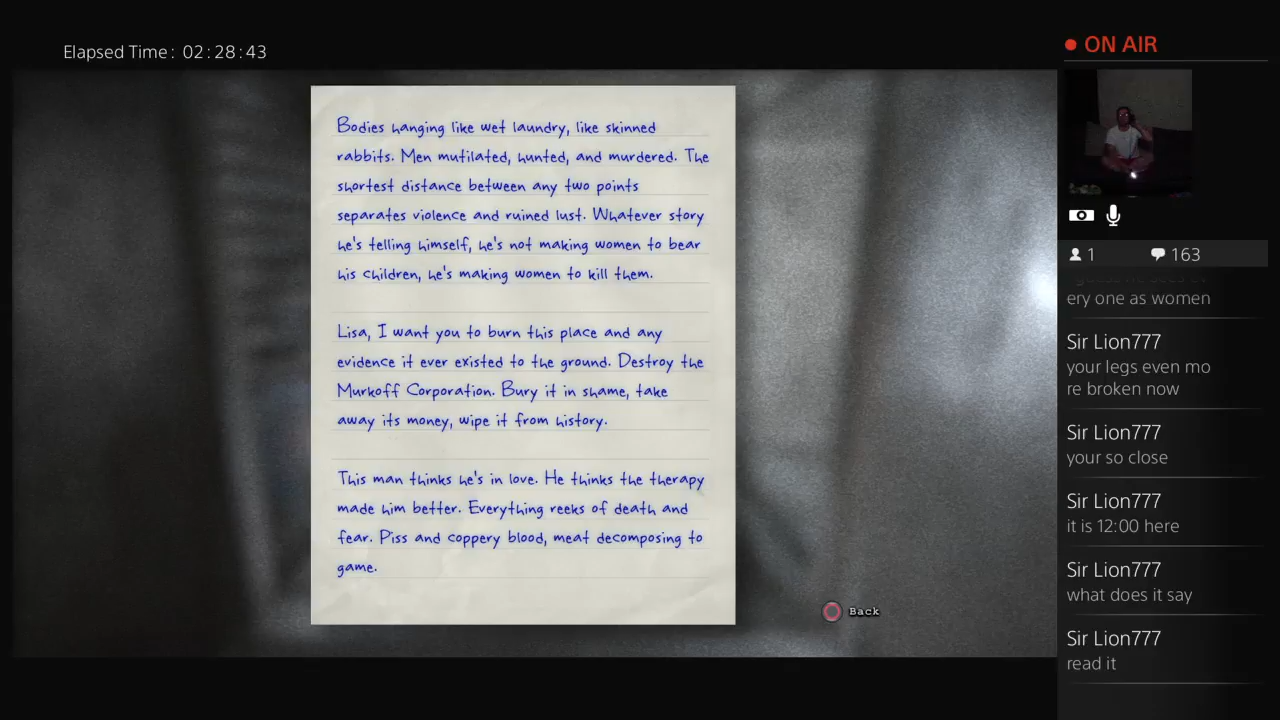 Elapsed Time: 02:28:43
ON AIR
Bodies hanging like wet laundry, like skinned
rabbits. Men mutilated, hunted, and murdered. The
shortest distance between any two points
separates violence and ruined lust. Whatever story
he's telling himself, he's not making women to bear
his children, he's making women to kill them.
Lisa, I want you to burn this place and any
evidence it ever existed to the ground. Destroy the
Murkoff Corporation. Bury it in shame, take
away its money, wipe it from history.
This man thinks he's in love. He thinks the therapy
made him better. Everything reeks of death and
fear. Piss and coppery blood, meat decomposing to
game.
Back
1
163
ery one as women
Sir Lion777
your legs even mo
re broken now
Sir Lion777
your so close
Sir Lion777
it is 12:00 here
Sir Lion777
what does it say
Sir Lion777
read it